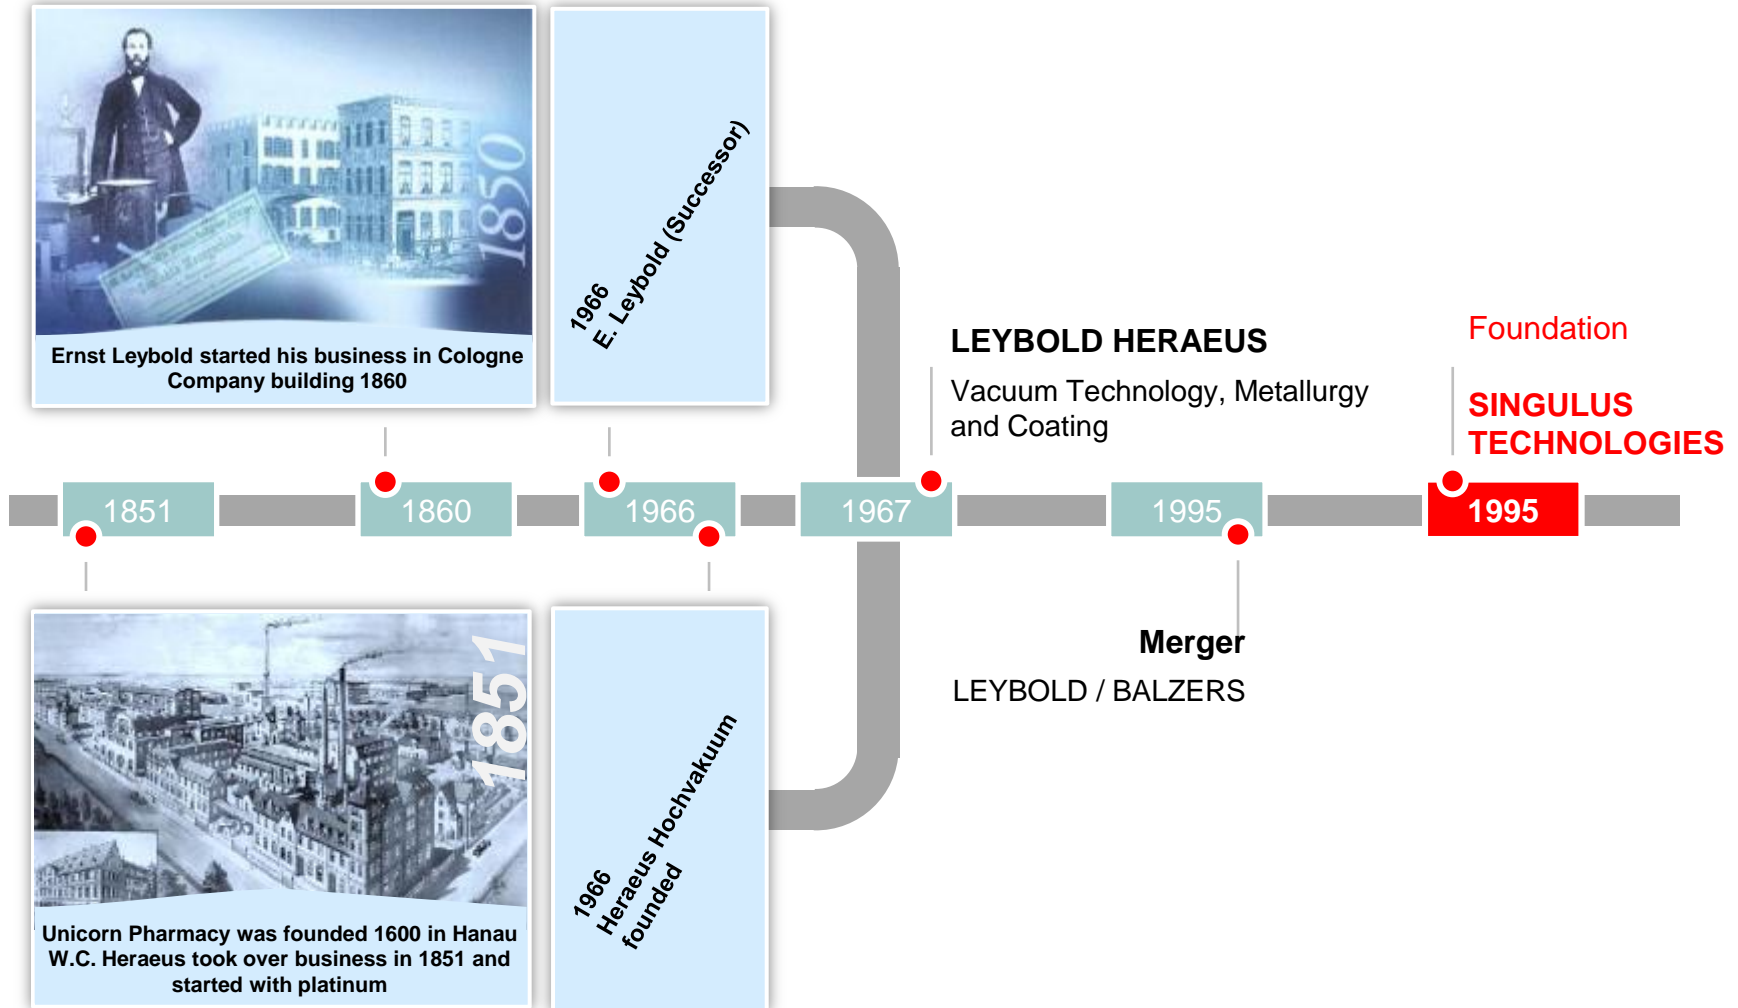 1850
Ernst Leybold started his business in Cologne
Company building 1860
1966
E. Leybold (Successor)
LEYBOLD HERAEUS
Vacuum Technology, Metallurgy
and Coating
Foundation
SINGULUS
TECHNOLOGIES
1851
1860
1966
1967
1995
1995
Merger
LEYBOLD / BALZERS
1851
Unicorn Pharmacy was founded 1600 in Hanau
W.C. Heraeus took over business in 1851 and
started with platinum
1966
Heraeus Hochvakuum
founded